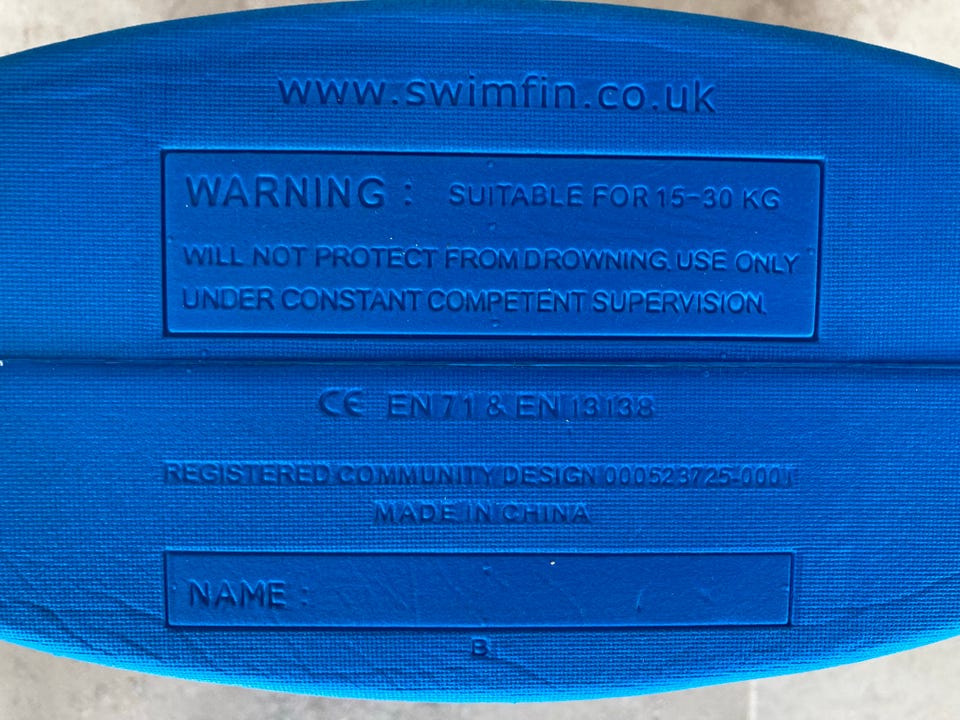 www.swimfin.co.uk
WARNING : SUITABLE FOR 15-30 KG
WILL NOT PROTECT FROM DROWNING. USE ONLY
UNDER CONSTANT COMPETENT SUPERVISION.
CE EN 71 & EN 13138
REGISTERED COMMUNITY DESIGN 000523725-0001
MADE IN CHINA
NAME :
B